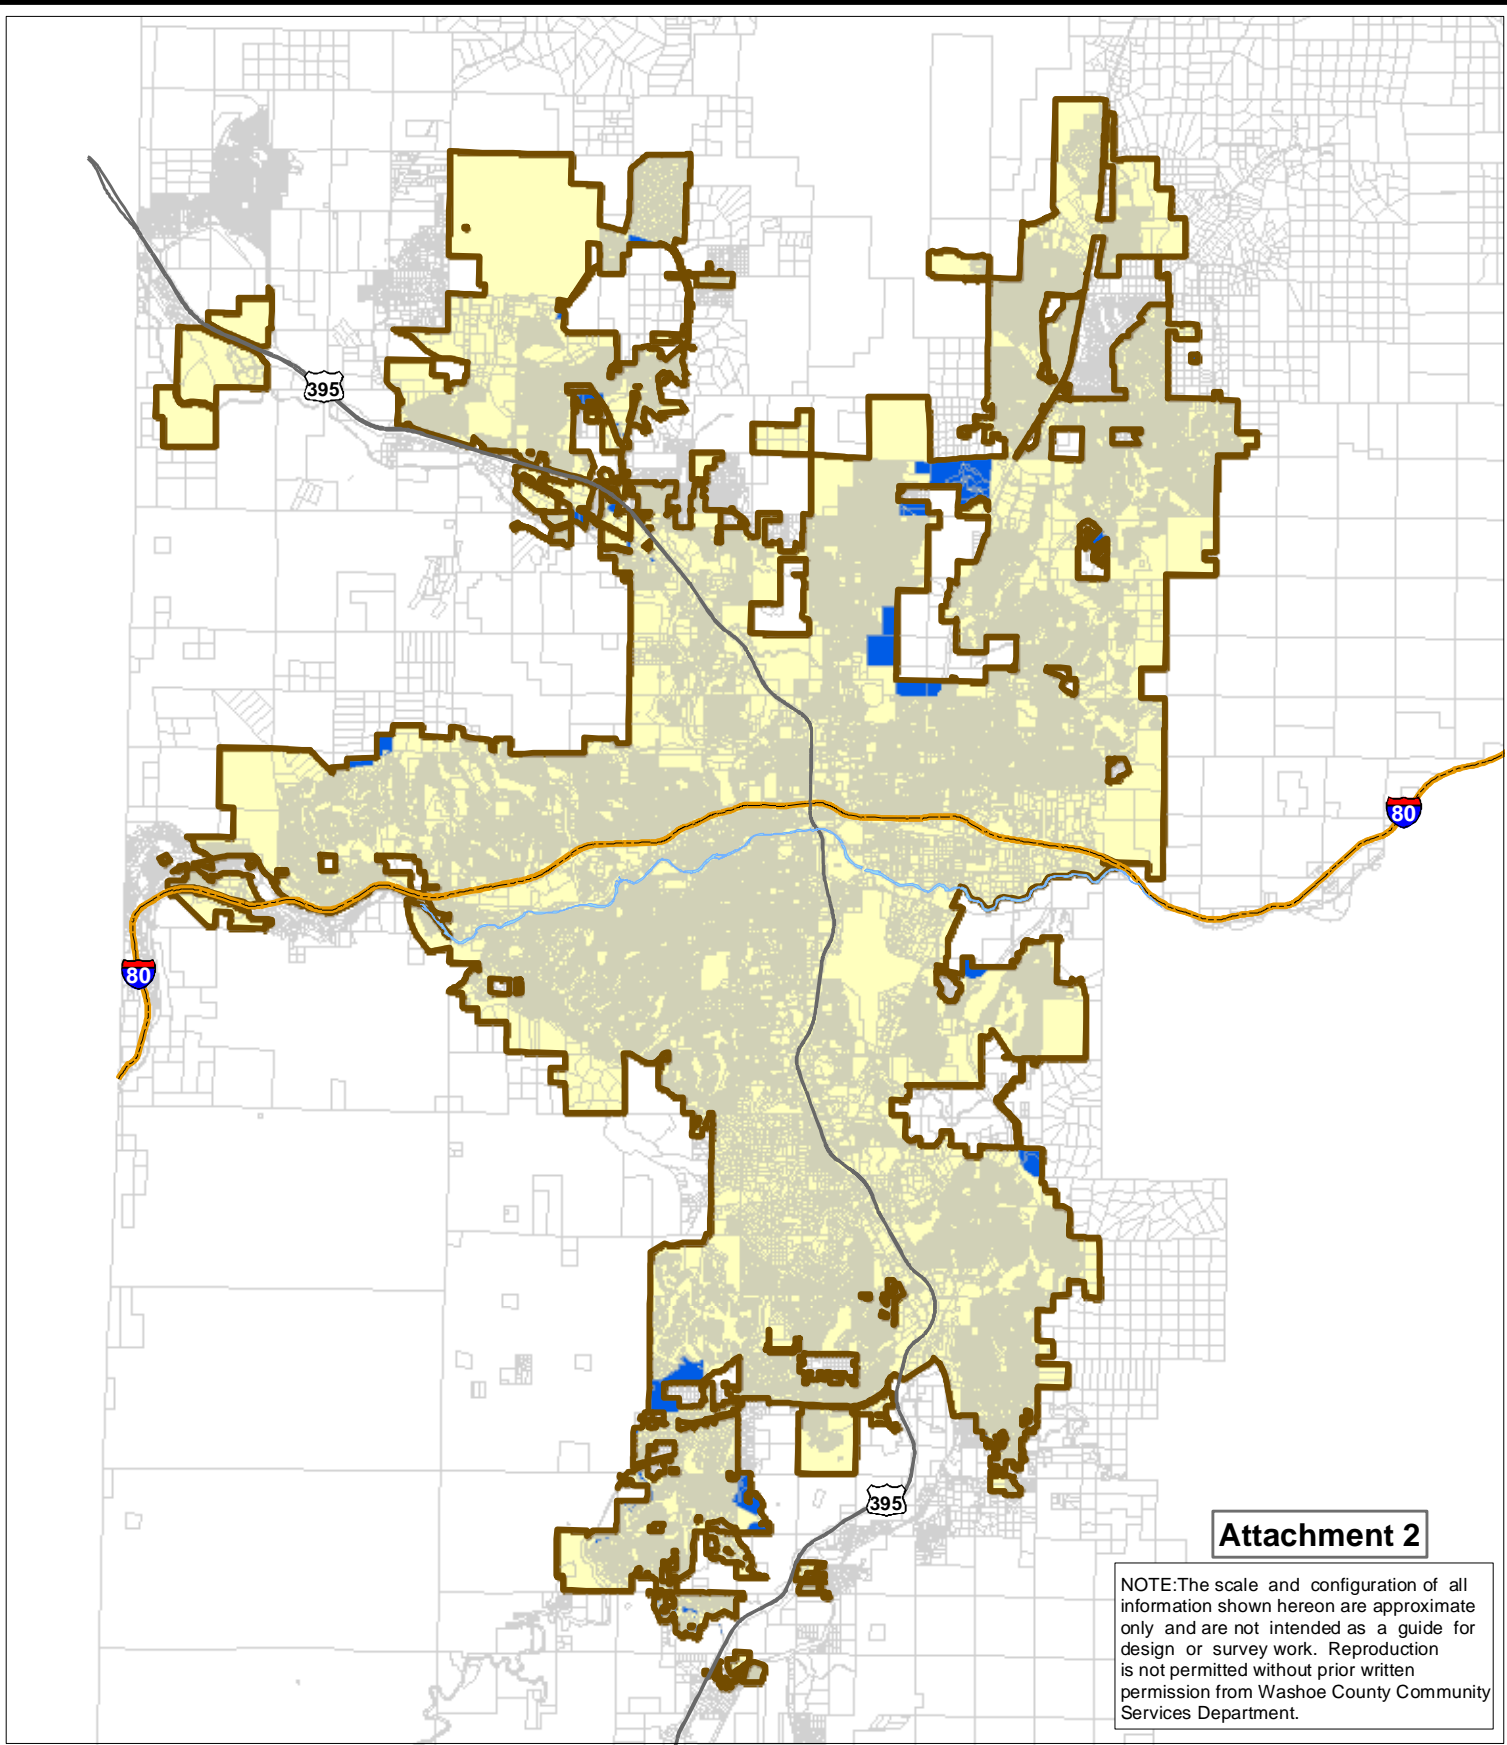 395
80
80
395
Attachment 2
NOTE:The scale and configuration of all
information shown hereon are approximate
only and are not intended as a guide for
design or survey work. Reproduction
is not permitted without prior written
permission from Washoe County Community
Services Department.